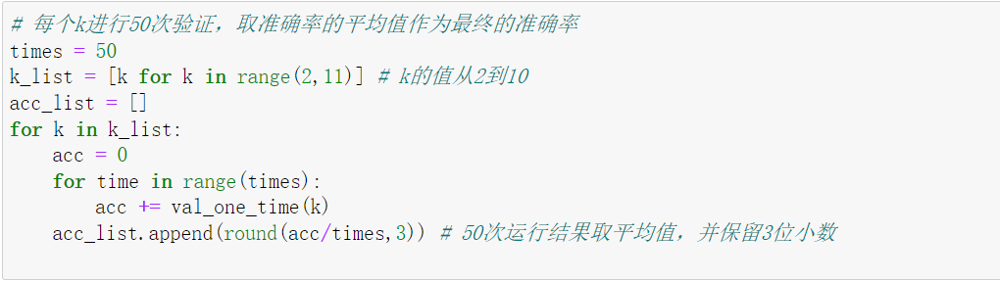 # 每个k进行50次验证，取准确率的平均值作为最终的准确率
times = 50
k_list = [k for k in range(2,11)] # k的值从2到10
acc_list = []
for k in k_list:
    acc = 0
    for time in range(times):
        acc += val_one_time(k)
    acc_list.append(round(acc/times,3)) # 50次运行结果取平均值，并保留3位小数